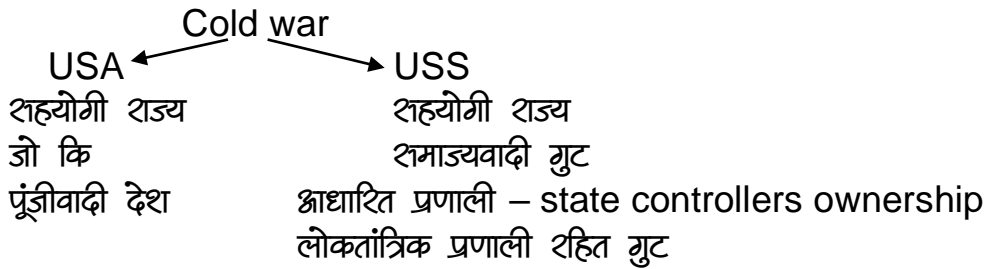 Cold war
USA USS
सहयोगी राज्य सहयोगी राज्य
जो कि समाज्यवादी गुट
पूंजीवादी देश आधारित प्रणाली – state controllers ownership
लोकतांत्रिक प्रणाली रहित गुट